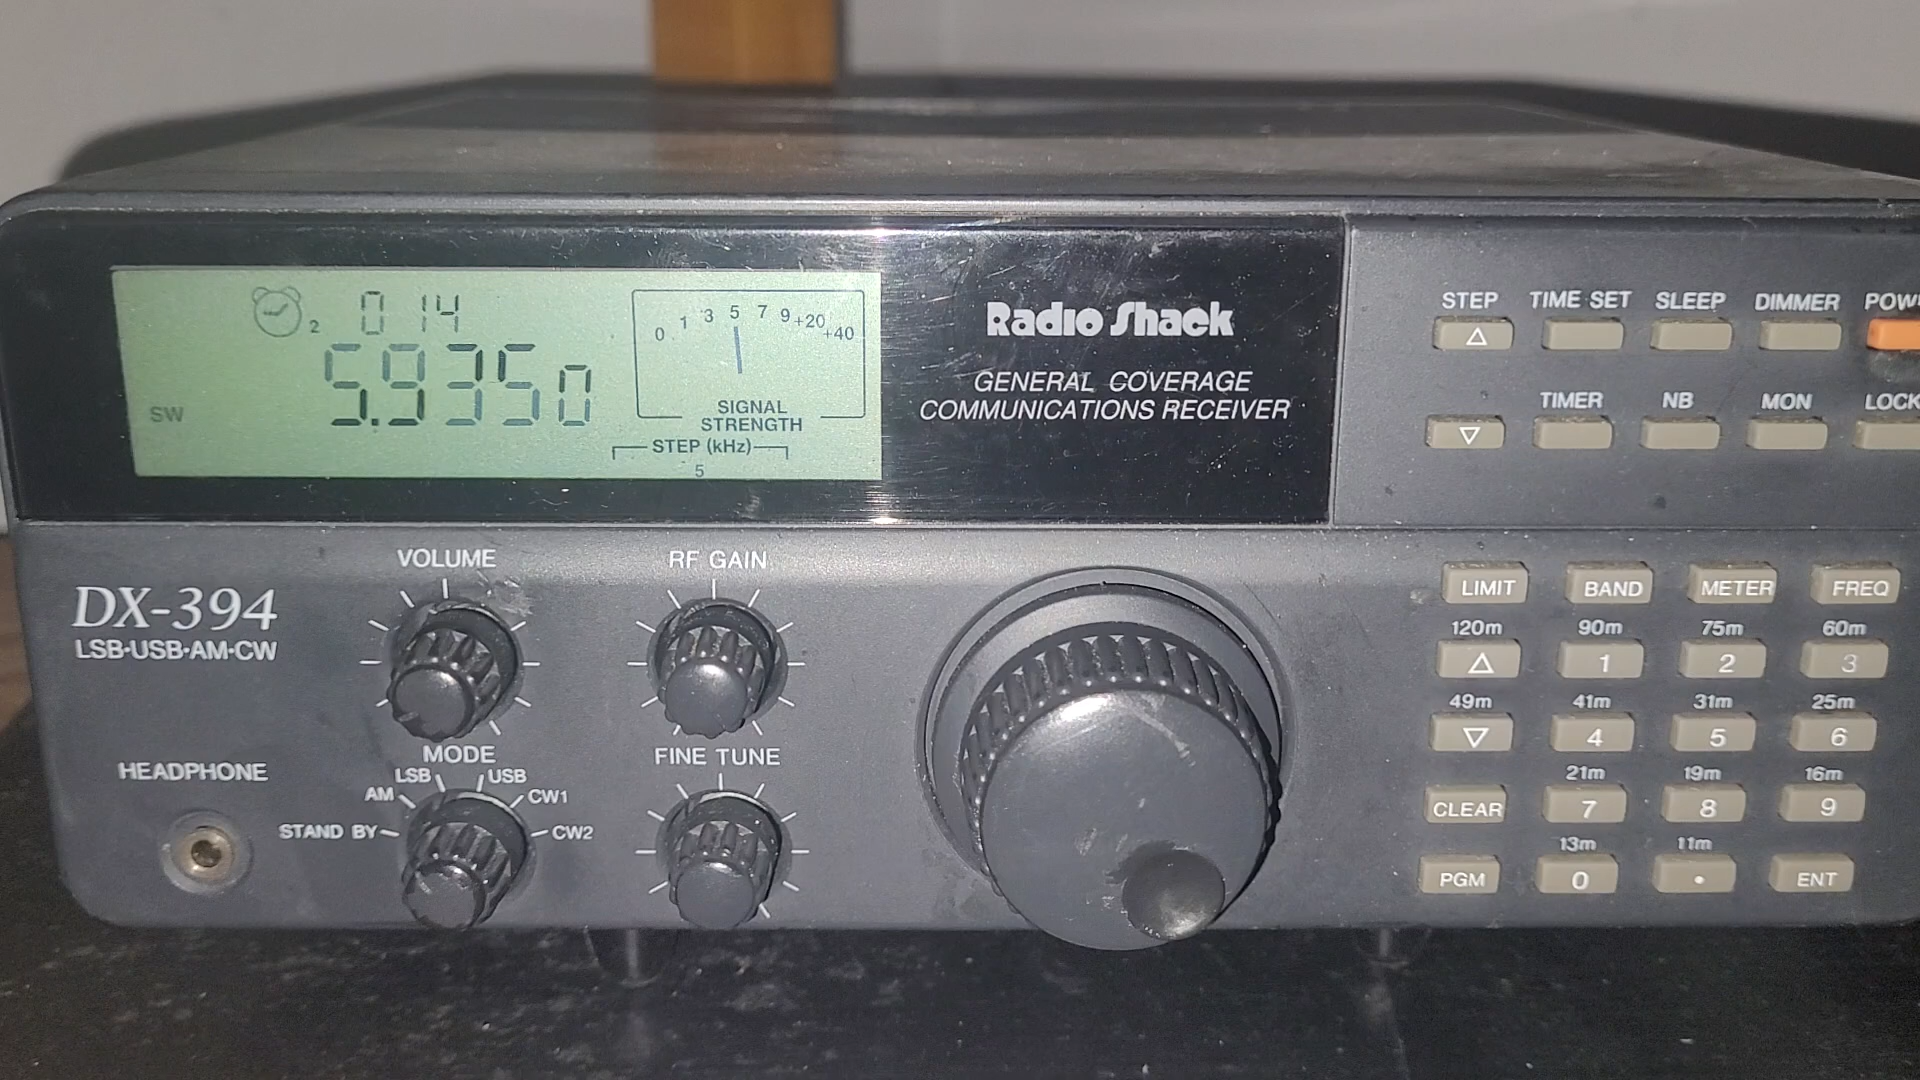 2 0 14
5.9350
SW
0 1 3 5 7 9 +20 +40
SIGNAL
STRENGTH
STEP (kHz)
5
Radio Shack
GENERAL COVERAGE
COMMUNICATIONS RECEIVER
STEP TIME SET SLEEP DIMMER
△
TIMER NB MON LOCK
▽
DX-394
LSB·USB·AM·CW
HEADPHONE
VOLUME
RF GAIN
MODE
LSB USB
AM CW1
STAND BY CW2
FINE TUNE
LIMIT BAND METER FREQ
120m 90m 75m 60m
△ 1 2 3
49m 41m 31m 25m
▽ 4 5 6
21m 19m 16m
CLEAR 7 8 9
13m 11m
PGM 0 • ENT